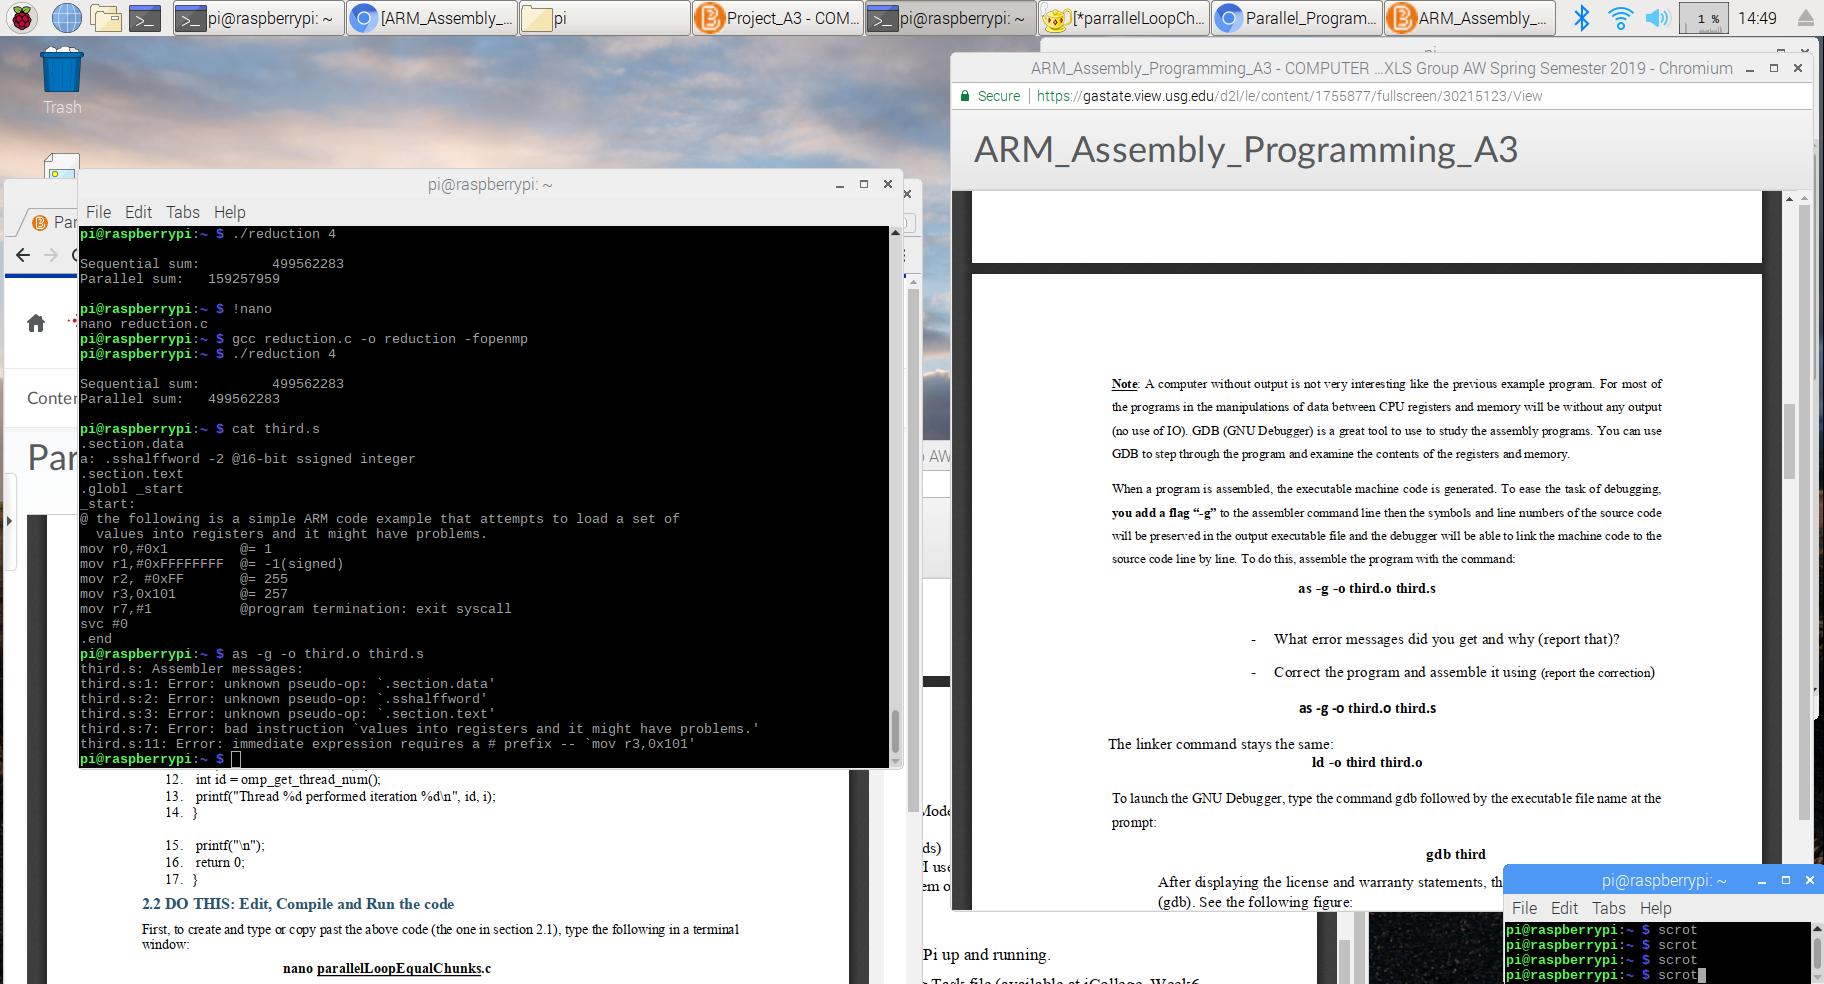 pi@raspberrypi: ~
[ARM_Assembly_...
pi
Project_A3 - COM...
pi@raspberrypi: ~
[*parrallelLoopCh...
Parallel_Program...
ARM_Assembly_...
1 %
14:49
Trash
ARM_Assembly_Programming_A3 - COMPUTER ...XLS Group AW Spring Semester 2019 - Chromium
Secure
https://gastate.view.usg.edu/d2l/le/content/1755877/fullscreen/30215123/View
ARM_Assembly_Programming_A3
Note: A computer without output is not very interesting like the previous example program. For most of
the programs in the manipulations of data between CPU registers and memory will be without any output
(no use of IO). GDB (GNU Debugger) is a great tool to use to study the assembly programs. You can use
GDB to step through the program and examine the contents of the registers and memory.
When a program is assembled, the executable machine code is generated. To ease the task of debugging,
you add a flag “-g” to the assembler command line then the symbols and line numbers of the source code
will be preserved in the output executable file and the debugger will be able to link the machine code to the
source code line by line. To do this, assemble the program with the command:
as -g -o third.o third.s
- What error messages did you get and why (report that)?
- Correct the program and assemble it using (report the correction)
as -g -o third.o third.s
The linker command stays the same:
ld -o third third.o
To launch the GNU Debugger, type the command gdb followed by the executable file name at the
prompt:
gdb third
After displaying the license and warranty statements, th
(gdb). See the following figure:
pi@raspberrypi: ~
File Edit Tabs Help
pi@raspberrypi:~ $ ./reduction 4
Sequential sum: 499562283
Parallel sum: 159257959
pi@raspberrypi:~ $ !nano
nano reduction.c
pi@raspberrypi:~ $ gcc reduction.c -o reduction -fopenmp
pi@raspberrypi:~ $ ./reduction 4
Sequential sum: 499562283
Parallel sum: 499562283
pi@raspberrypi:~ $ cat third.s
.section.data
a: .sshalffword -2 @16-bit ssigned integer
.section.text
.globl _start
_start:
@ the following is a simple ARM code example that attempts to load a set of
values into registers and it might have problems.
mov r0,#0x1 @= 1
mov r1,#0xFFFFFFFF @= -1(signed)
mov r2, #0xFF @= 255
mov r3,0x101 @= 257
mov r7,#1 @program termination: exit syscall
svc #0
.end
pi@raspberrypi:~ $ as -g -o third.o third.s
third.s: Assembler messages:
third.s:1: Error: unknown pseudo-op: `.section.data'
third.s:2: Error: unknown pseudo-op: `.sshalffword'
third.s:3: Error: unknown pseudo-op: `.section.text'
third.s:7: Error: bad instruction `values into registers and it might have problems.'
third.s:11: Error: immediate expression requires a # prefix -- `mov r3,0x101'
pi@raspberrypi:~ $
Par
Conter
Par
AW
12. int id = omp_get_thread_num();
13. printf("Thread %d performed iteration %d\n", id, i);
14. }
15. printf("\n");
16. return 0;
17. }
2.2 DO THIS: Edit, Compile and Run the code
First, to create and type or copy past the above code (the one in section 2.1), type the following in a terminal
window:
nano parallelLoopEqualChunks.c
Mode
ds)
I use
em o
Pi up and running.
Task file (available at iCollege, Week6
pi@raspberrypi: ~
File Edit Tabs Help
pi@raspberrypi:~ $ scrot
pi@raspberrypi:~ $ scrot
pi@raspberrypi:~ $ scrot
pi@raspberrypi:~ $ scrot